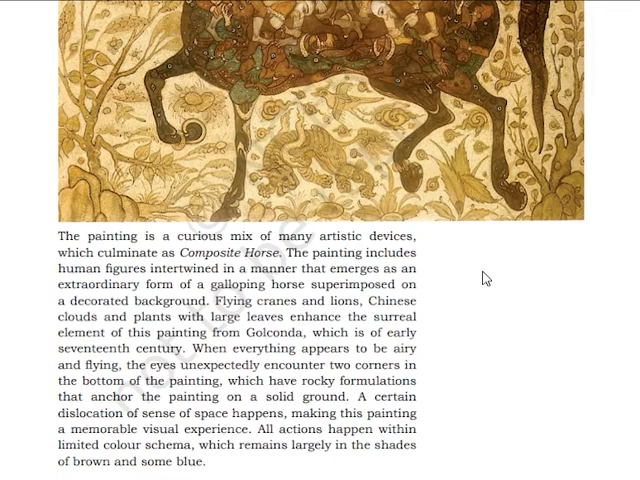 The painting is a curious mix of many artistic devices,
which culminate as Composite Horse. The painting includes
human figures intertwined in a manner that emerges as an
extraordinary form of a galloping horse superimposed on
a decorated background. Flying cranes and lions, Chinese
clouds and plants with large leaves enhance the surreal
element of this painting from Golconda, which is of early
seventeenth century. When everything appears to be airy
and flying, the eyes unexpectedly encounter two corners in
the bottom of the painting, which have rocky formulations
that anchor the painting on a solid ground. A certain
dislocation of sense of space happens, making this painting
a memorable visual experience. All actions happen within
limited colour schema, which remains largely in the shades
of brown and some blue.